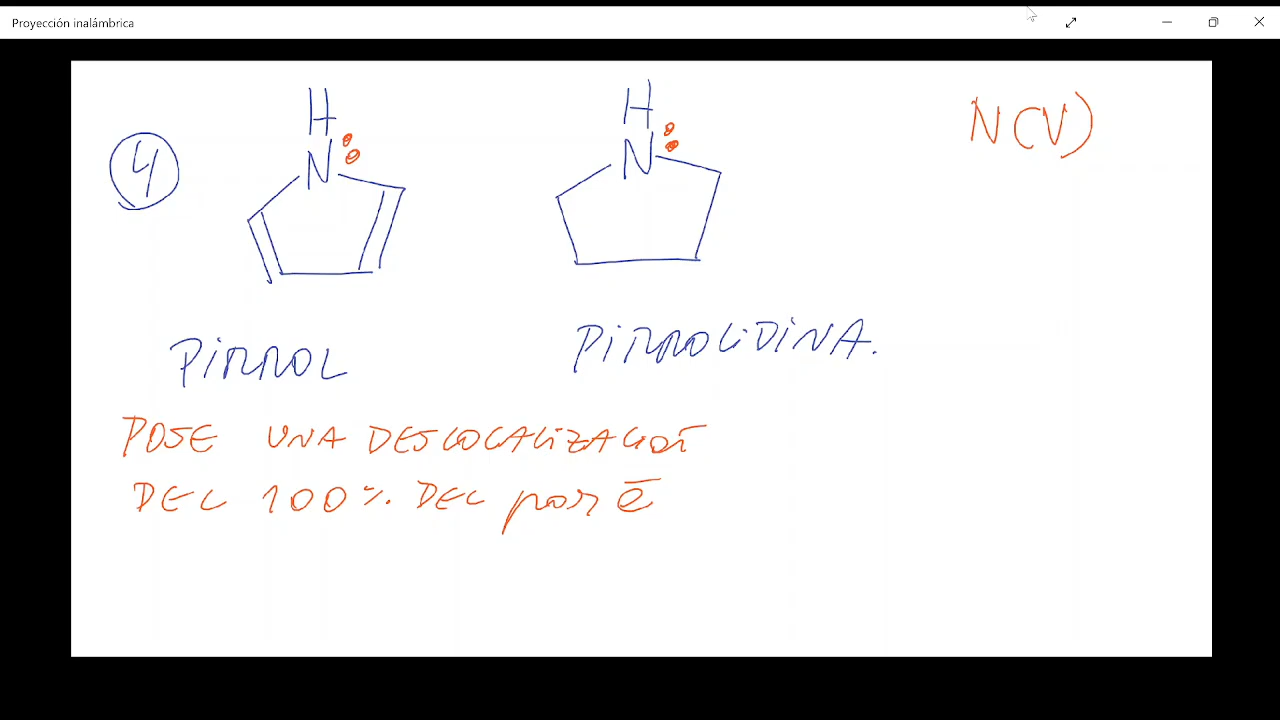 Proyección inalámbrica
4
H
N
H
N
N(V)
PIRROL
PIRROLIDINA.
POSE UNA DESLOCALIZACIÓN
DEL 100% DEL par ē